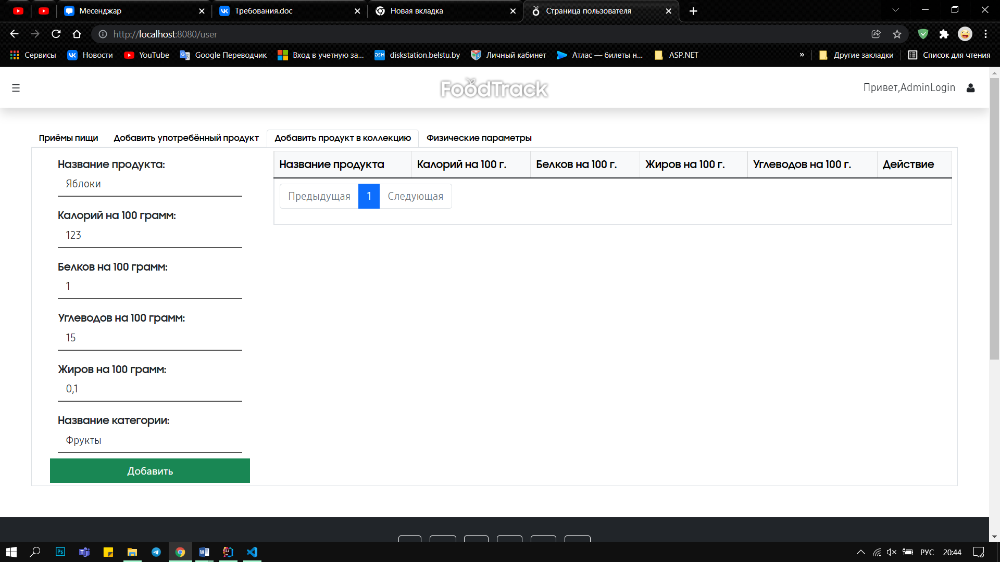 Месенджар
Требования.doc
Новая вкладка
Страница пользователя
http://localhost:8080/user
Сервисы
Новости
YouTube
Google Переводчик
Вход в учетную за...
diskstation.belstu.by
Личный кабинет
Атлас — билеты н...
ASP.NET
»
Другие закладки
Список для чтения
FoodTrack
Привет,AdminLogin
Приёмы пищи
Добавить употреблённый продукт
Добавить продукт в коллекцию
Физические параметры
Название продукта:
Яблоки
Калорий на 100 грамм:
123
Белков на 100 грамм:
1
Углеводов на 100 грамм:
15
Жиров на 100 грамм:
0,1
Название категории:
Фрукты
Добавить
Название продукта
Калорий на 100 г.
Белков на 100 г.
Жиров на 100 г.
Углеводов на 100 г.
Действие
Предыдущая
1
Следующая
РУС
20:44